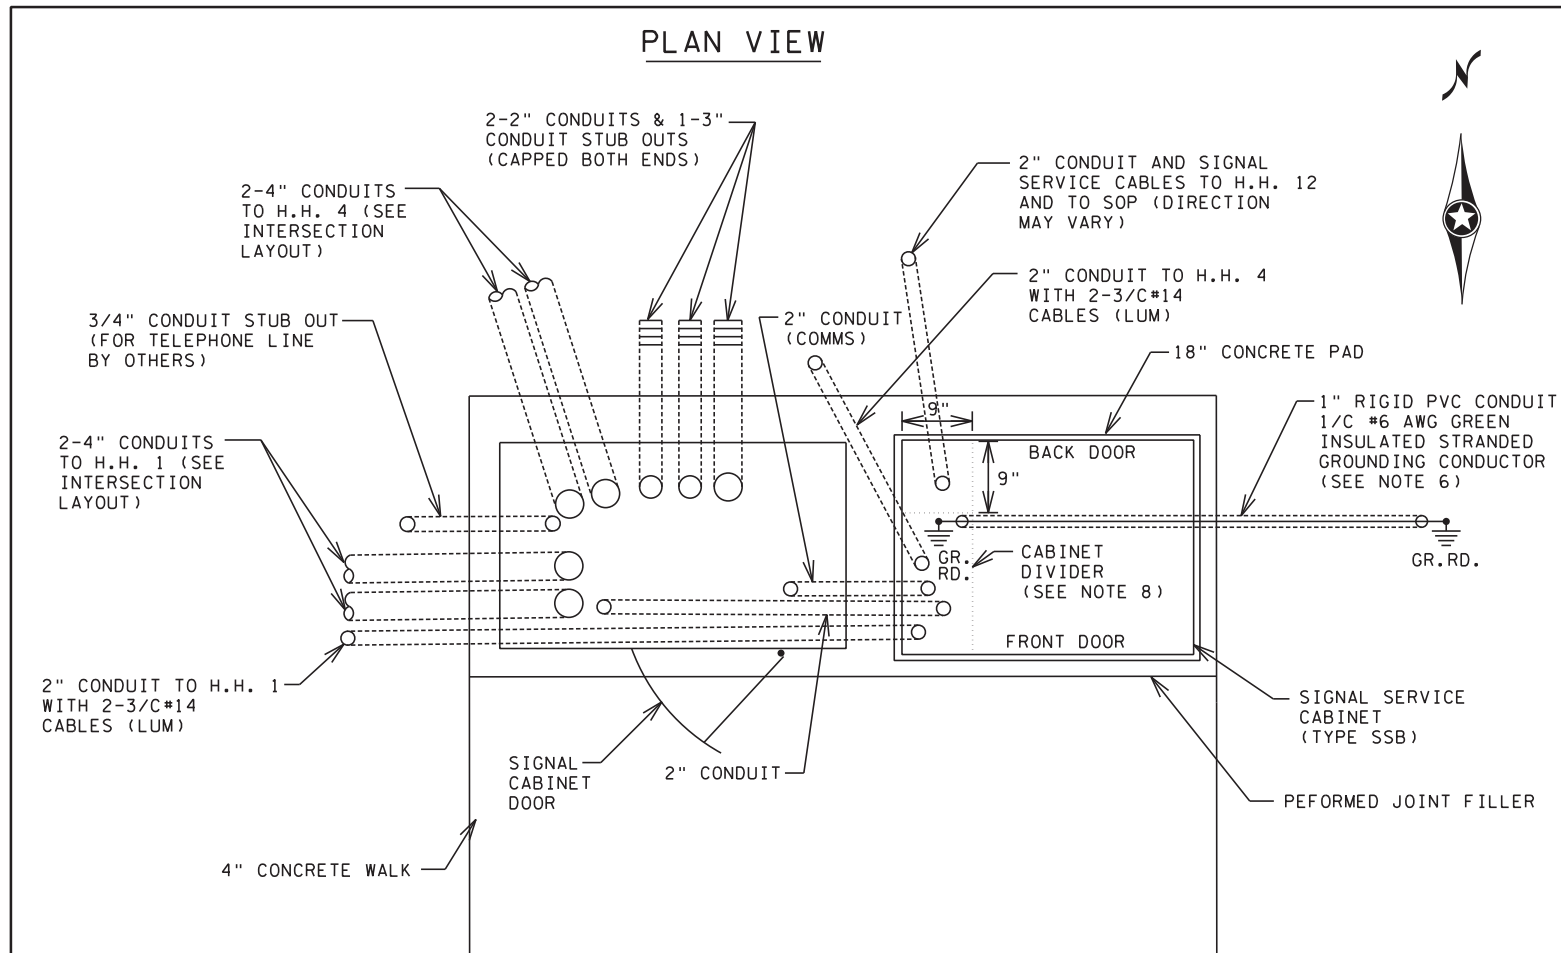 PLAN VIEW
N
2-2" CONDUITS & 1-3"
CONDUIT STUB OUTS
(CAPPED BOTH ENDS)
2" CONDUIT AND SIGNAL
SERVICE CABLES TO H.H. 12
AND TO SOP (DIRECTION
MAY VARY)
2-4" CONDUITS
TO H.H. 4 (SEE
INTERSECTION
LAYOUT)
2" CONDUIT TO H.H. 4
WITH 2-3/C#14
CABLES (LUM)
3/4" CONDUIT STUB OUT
(FOR TELEPHONE LINE
BY OTHERS)
2" CONDUIT
(COMMS)
18" CONCRETE PAD
1" RIGID PVC CONDUIT
1/C #6 AWG GREEN
INSULATED STRANDED
GROUNDING CONDUCTOR
(SEE NOTE 6)
9"
BACK DOOR
9"
2-4" CONDUITS
TO H.H. 1 (SEE
INTERSECTION
LAYOUT)
GR.
RD.
CABINET
DIVIDER
(SEE NOTE 8)
GR.RD.
FRONT DOOR
2" CONDUIT TO H.H. 1
WITH 2-3/C#14
CABLES (LUM)
SIGNAL SERVICE
CABINET
(TYPE SSB)
SIGNAL
CABINET
DOOR
2" CONDUIT
PEFORMED JOINT FILLER
4" CONCRETE WALK